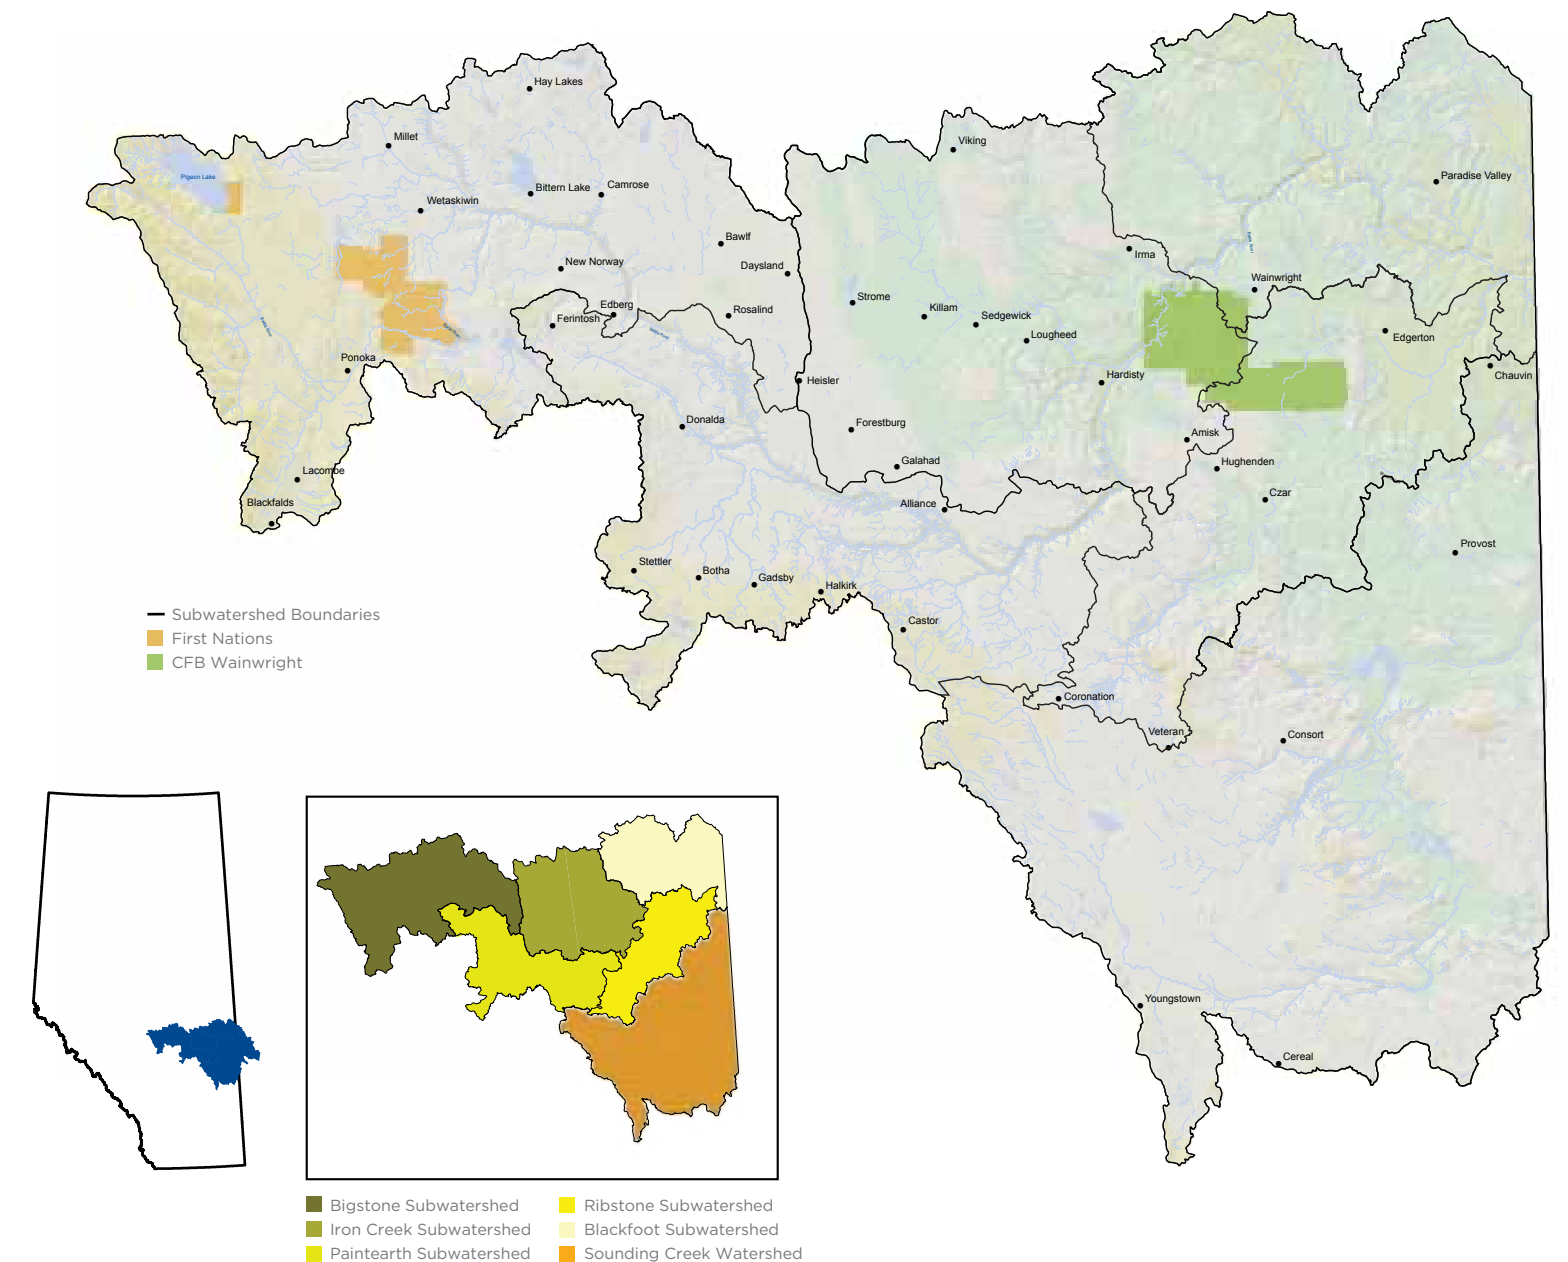 Hay Lakes
Millet
Viking
Pigeon Lake
Paradise Valley
Bittern Lake
Camrose
Wetaskiwin
Bawlf
Irma
New Norway
Daysland
Wainwright
Strome
Edberg
Killam
Rosalind
Sedgewick
Ferintosh
Lougheed
Edgerton
Ponoka
Hardisty
Chauvin
Heisler
Donalda
Forestburg
Amisk
Galahad
Hughenden
Lacombe
Czar
Blackfalds
Alliance
Provost
Stettler
Botha
Gadsby
Halkirk
Castor
Subwatershed Boundaries
First Nations
CFB Wainwright
Coronation
Veteran
Consort
Youngstown
Cereal
Bigstone Subwatershed
Iron Creek Subwatershed
Paintearth Subwatershed
Ribstone Subwatershed
Blackfoot Subwatershed
Sounding Creek Watershed